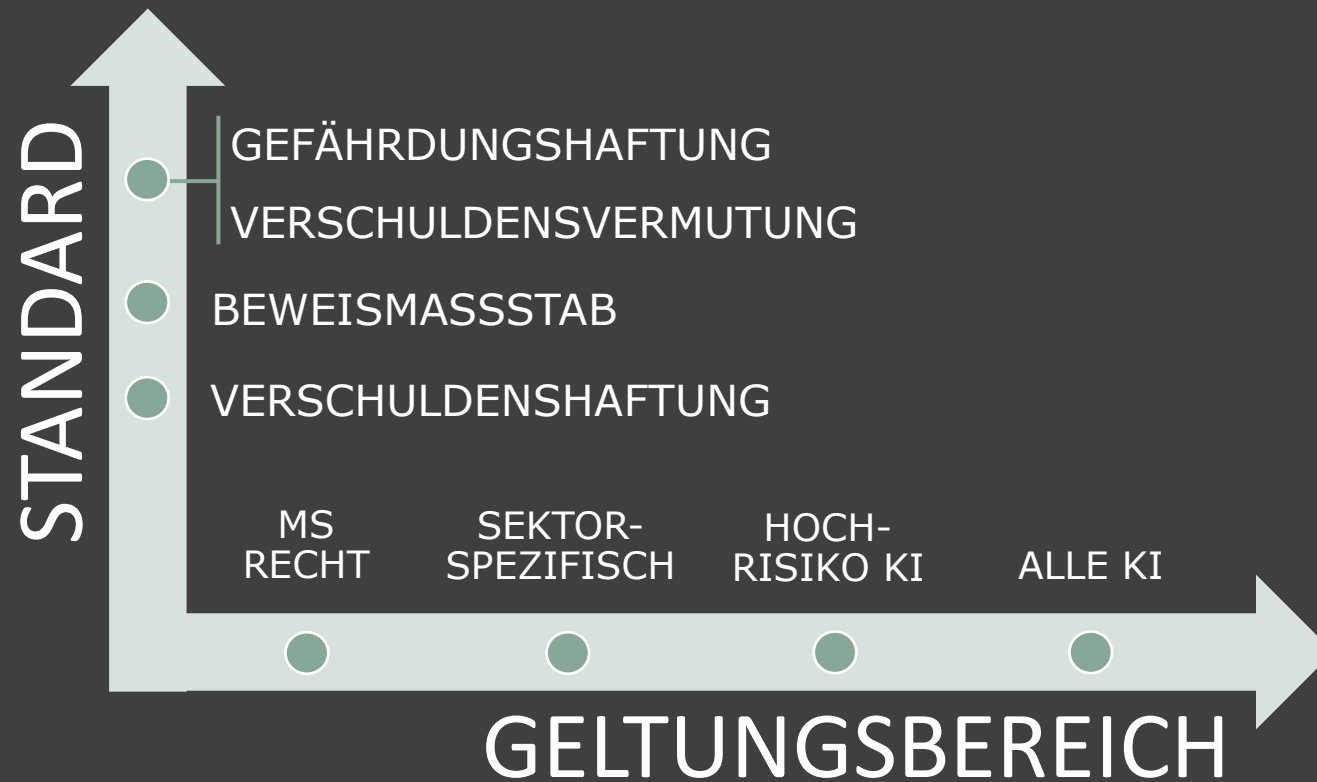 STANDARD
GEFÄHRDUNGSHAFTUNG
VERSCHULDENSVERMUTUNG
BEWEISMASSSTAB
VERSCHULDENSHAFTUNG
MS
RECHT
SEKTOR-
SPEZIFISCH
HOCH-
RISIKO KI
ALLE KI
GELTUNGSBEREICH